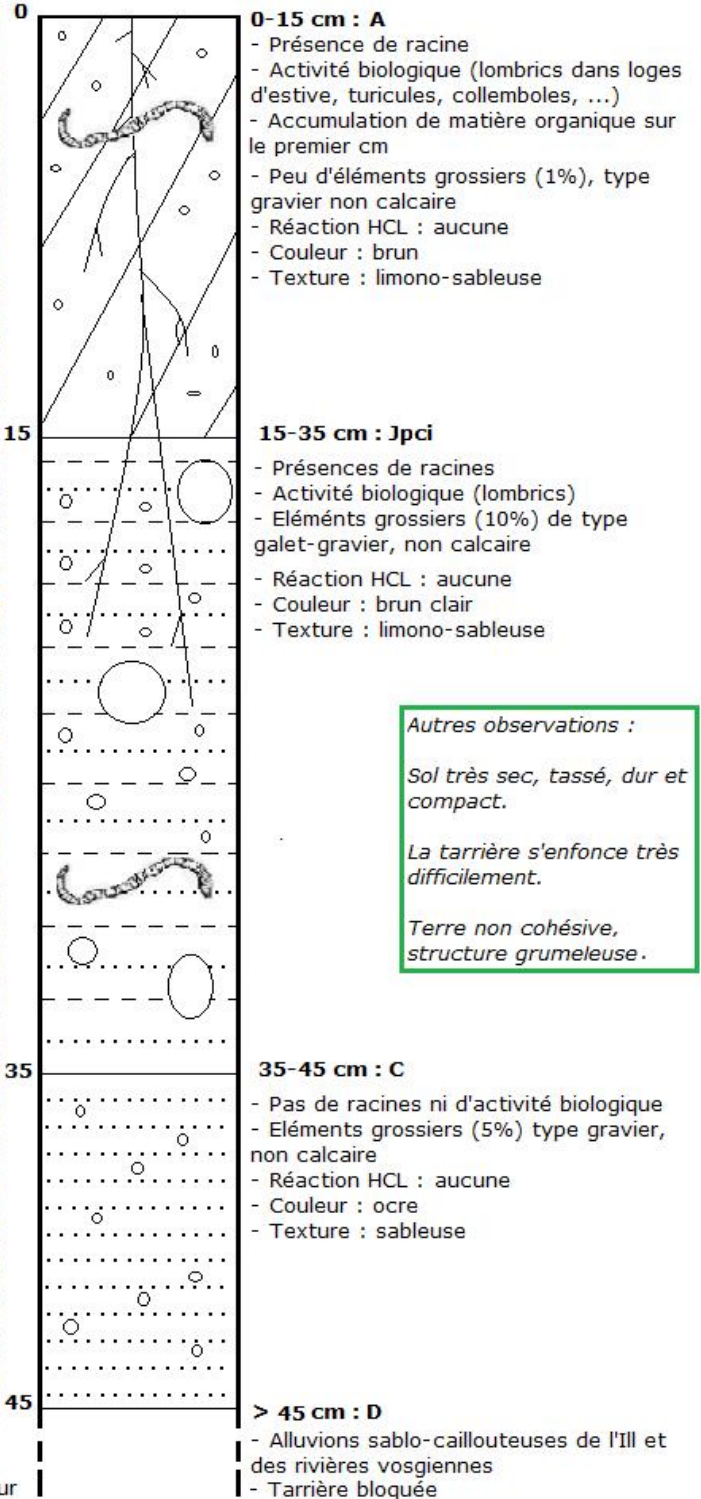 0
0-15 cm : A
- Présence de racine
- Activité biologique (lombrics dans loges
d'estive, turicules, collemboles, ...)
- Accumulation de matière organique sur
le premier cm
- Peu d'éléments grossiers (1%), type
gravier non calcaire
- Réaction HCL : aucune
- Couleur : brun
- Texture : limono-sableuse
15
15-35 cm : Jpci
- Présences de racines
- Activité biologique (lombrics)
- Eléménts grossiers (10%) de type
galet-gravier, non calcaire
- Réaction HCL : aucune
- Couleur : brun clair
- Texture : limono-sableuse
Autres observations :
Sol très sec, tassé, dur et
compact.
La tarrière s'enfonce très
difficilement.
Terre non cohésive,
structure grumeleuse.
35
35-45 cm : C
- Pas de racines ni d'activité biologique
- Eléments grossiers (5%) type gravier,
non calcaire
- Réaction HCL : aucune
- Couleur : ocre
- Texture : sableuse
45
> 45 cm : D
- Alluvions sablo-caillouteuses de l'Ill et
des rivières vosgiennes
- Tarrière bloquée